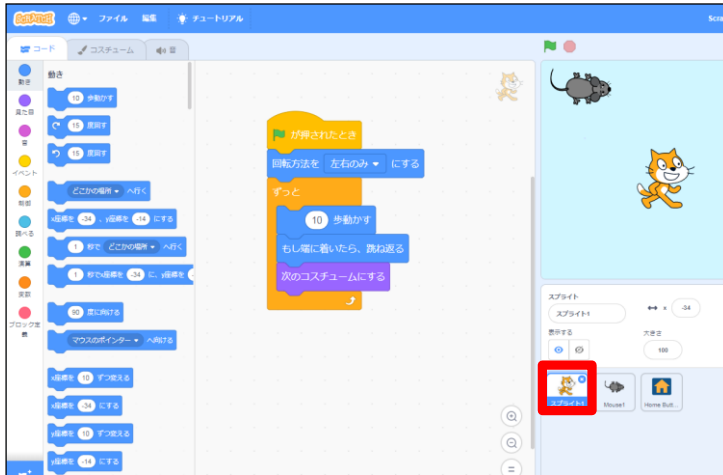 SCRATCH ファイル 編集 チュートリアル
コード コスチューム 音
動き
見た目
音
イベント
制御
調べる
演算
変数
ブロック定義
動き
10 歩動かす
15 度回す
15 度回す
どこかの場所 へ行く
x座標を -34 、y座標を -14 にする
1 秒で どこかの場所 へ行く
1 秒でx座標を -34 に、y座標を
90 度に向ける
マウスのポインター へ向ける
x座標を 10 ずつ変える
x座標を -34 にする
y座標を 10 ずつ変える
y座標を -14 にする
が押されたとき
回転方法を 左右のみ にする
ずっと
10 歩動かす
もし端に着いたら、跳ね返る
次のコスチュームにする
スプライト
スプライト1
x -34
表示する
大きさ
100
スプライト1
Mouse1
Home Butt...